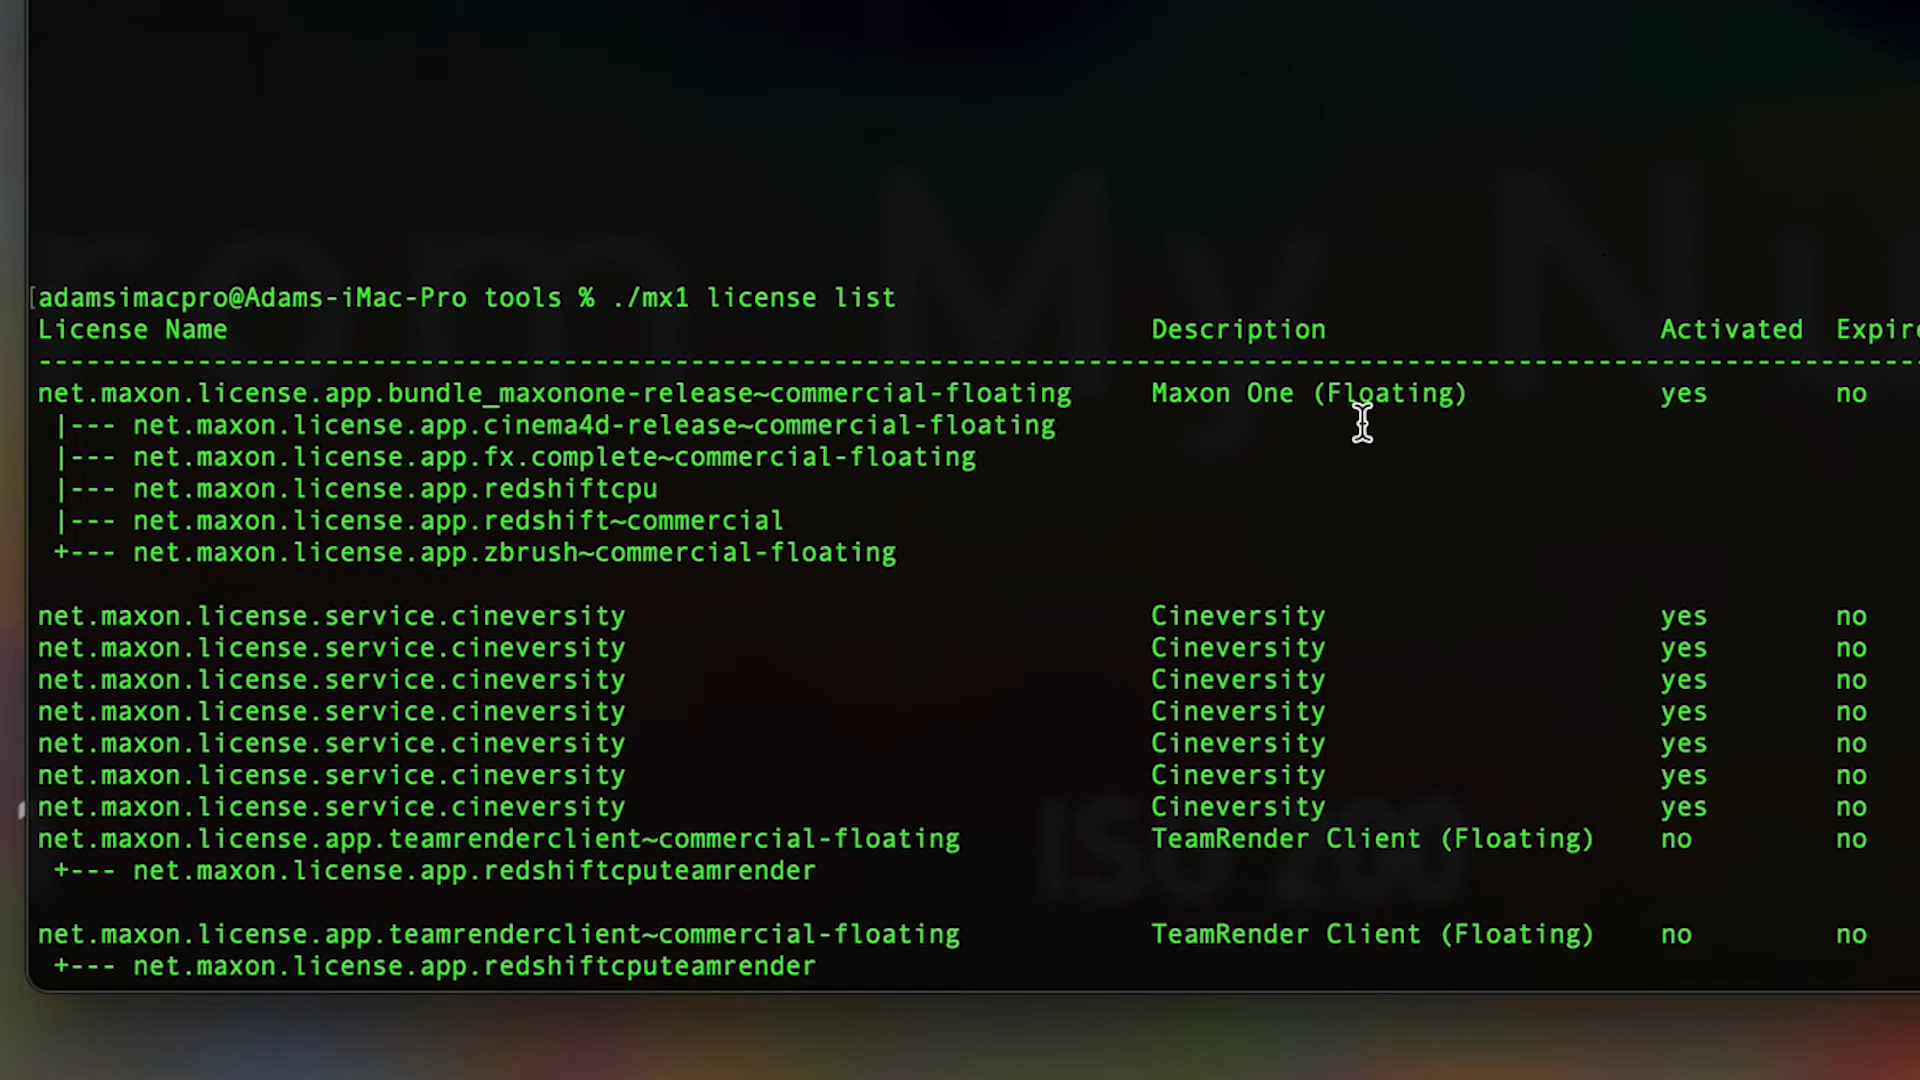 [adamsimacpro@Adams-iMac-Pro tools % ./mx1 license list
License Name Description Activated Expire
net.maxon.license.app.bundle_maxonone-release~commercial-floating Maxon One (Floating) yes no
|--- net.maxon.license.app.cinema4d-release~commercial-floating
|--- net.maxon.license.app.fx.complete~commercial-floating
|--- net.maxon.license.app.redshiftcpu
|--- net.maxon.license.app.redshift~commercial
+--- net.maxon.license.app.zbrush~commercial-floating
net.maxon.license.service.cineversity Cineversity yes no
net.maxon.license.service.cineversity Cineversity yes no
net.maxon.license.service.cineversity Cineversity yes no
net.maxon.license.service.cineversity Cineversity yes no
net.maxon.license.service.cineversity Cineversity yes no
net.maxon.license.service.cineversity Cineversity yes no
net.maxon.license.service.cineversity Cineversity yes no
net.maxon.license.app.teamrenderclient~commercial-floating TeamRender Client (Floating) no no
+--- net.maxon.license.app.redshiftcputeamrender
net.maxon.license.app.teamrenderclient~commercial-floating TeamRender Client (Floating) no no
+--- net.maxon.license.app.redshiftcputeamrender